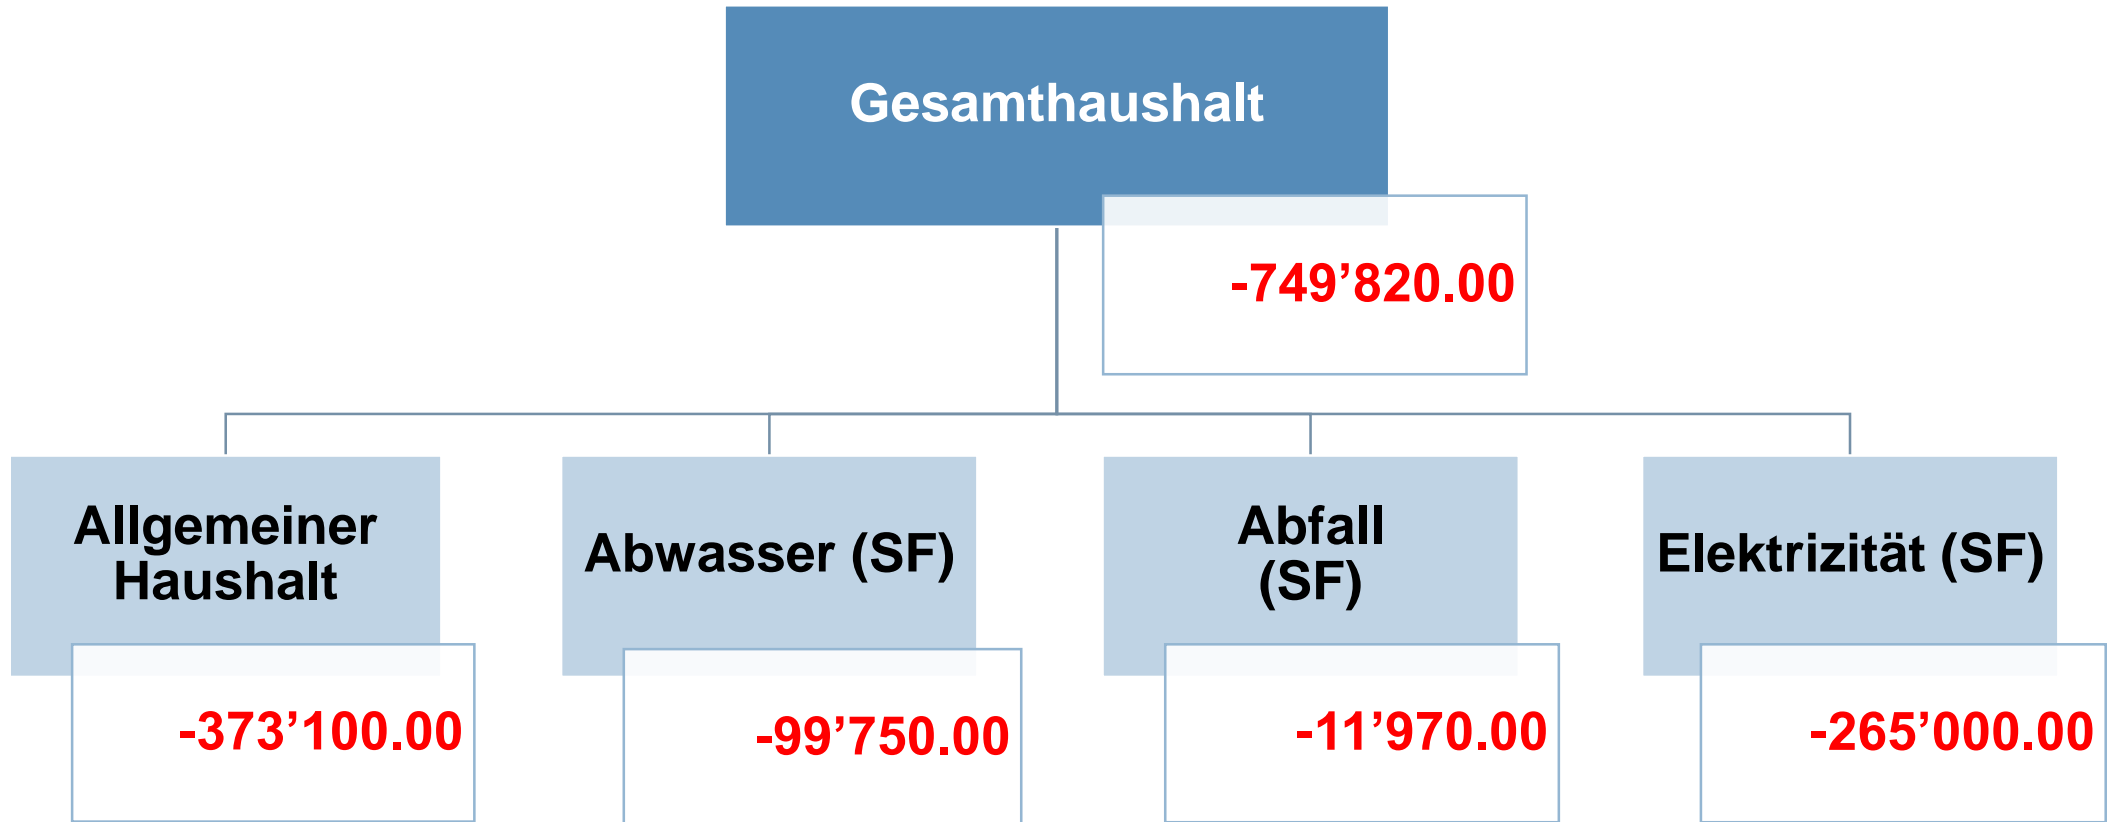 Gesamthaushalt
-749’820.00
Allgemeiner
Haushalt
-373’100.00
Abwasser (SF)
-99’750.00
Abfall
(SF)
-11’970.00
Elektrizität (SF)
-265’000.00